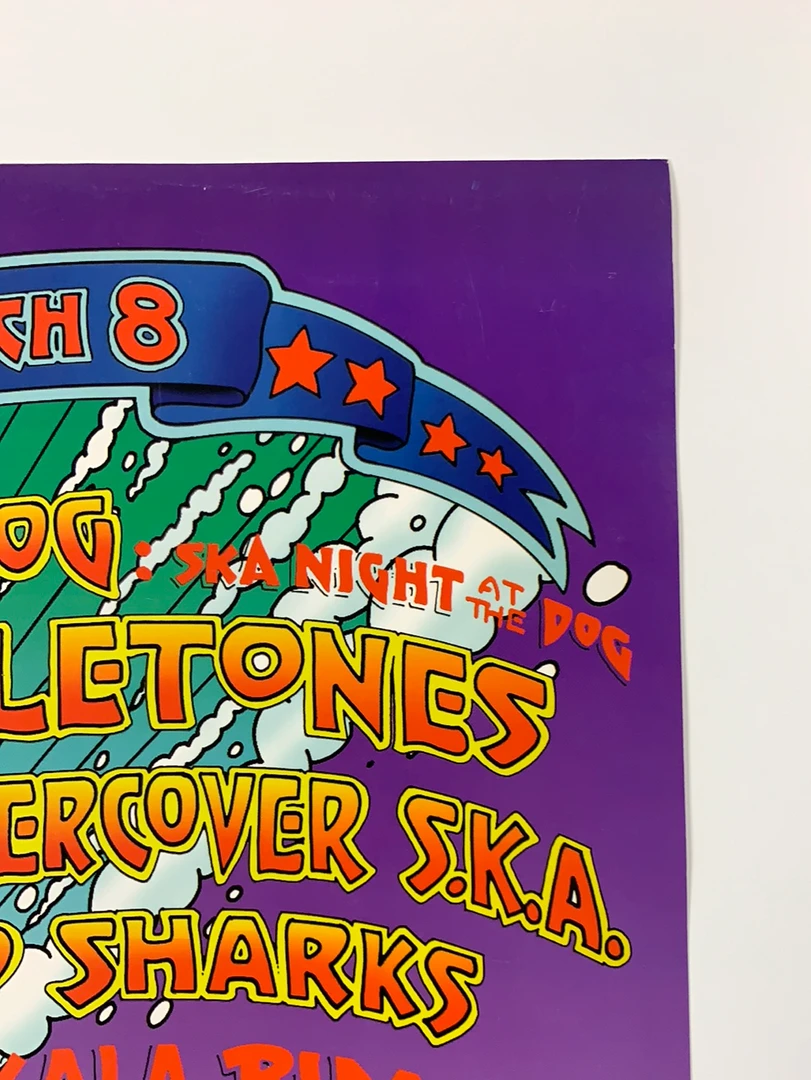 CH 8
OG : SKA NIGHT AT THE DOG
LETONES
ERCOVER S.K.A.
SHARKS